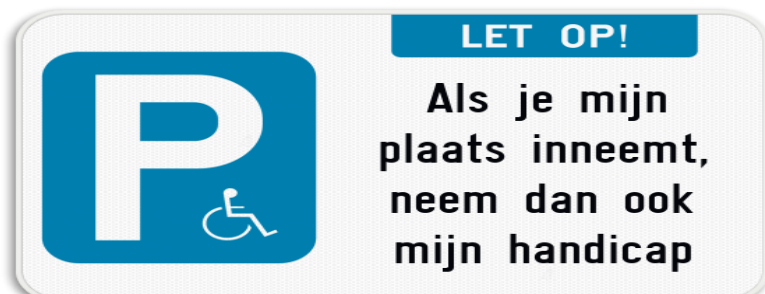 P
LET OP!
Als je mijn
plaats inneemt,
neem dan ook
mijn handicap